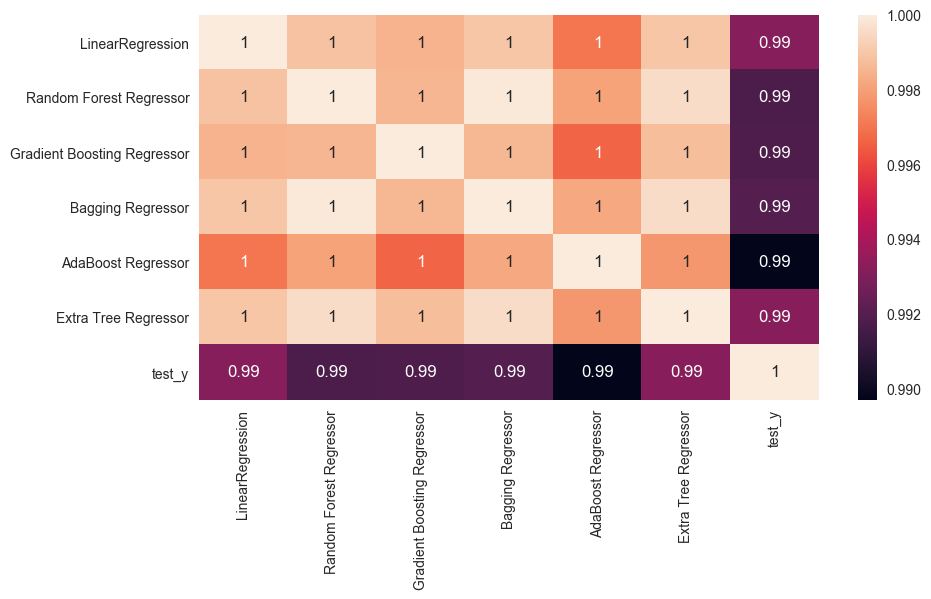 LinearRegression 1 1 1 1 1 1 0.99
Random Forest Regressor 1 1 1 1 1 1 0.99
Gradient Boosting Regressor 1 1 1 1 1 1 0.99
Bagging Regressor 1 1 1 1 1 1 0.99
AdaBoost Regressor 1 1 1 1 1 1 0.99
Extra Tree Regressor 1 1 1 1 1 1 0.99
test_y 0.99 0.99 0.99 0.99 0.99 0.99 1
LinearRegression
Random Forest Regressor
Gradient Boosting Regressor
Bagging Regressor
AdaBoost Regressor
Extra Tree Regressor
test_y
1.000
0.998
0.996
0.994
0.992
0.990